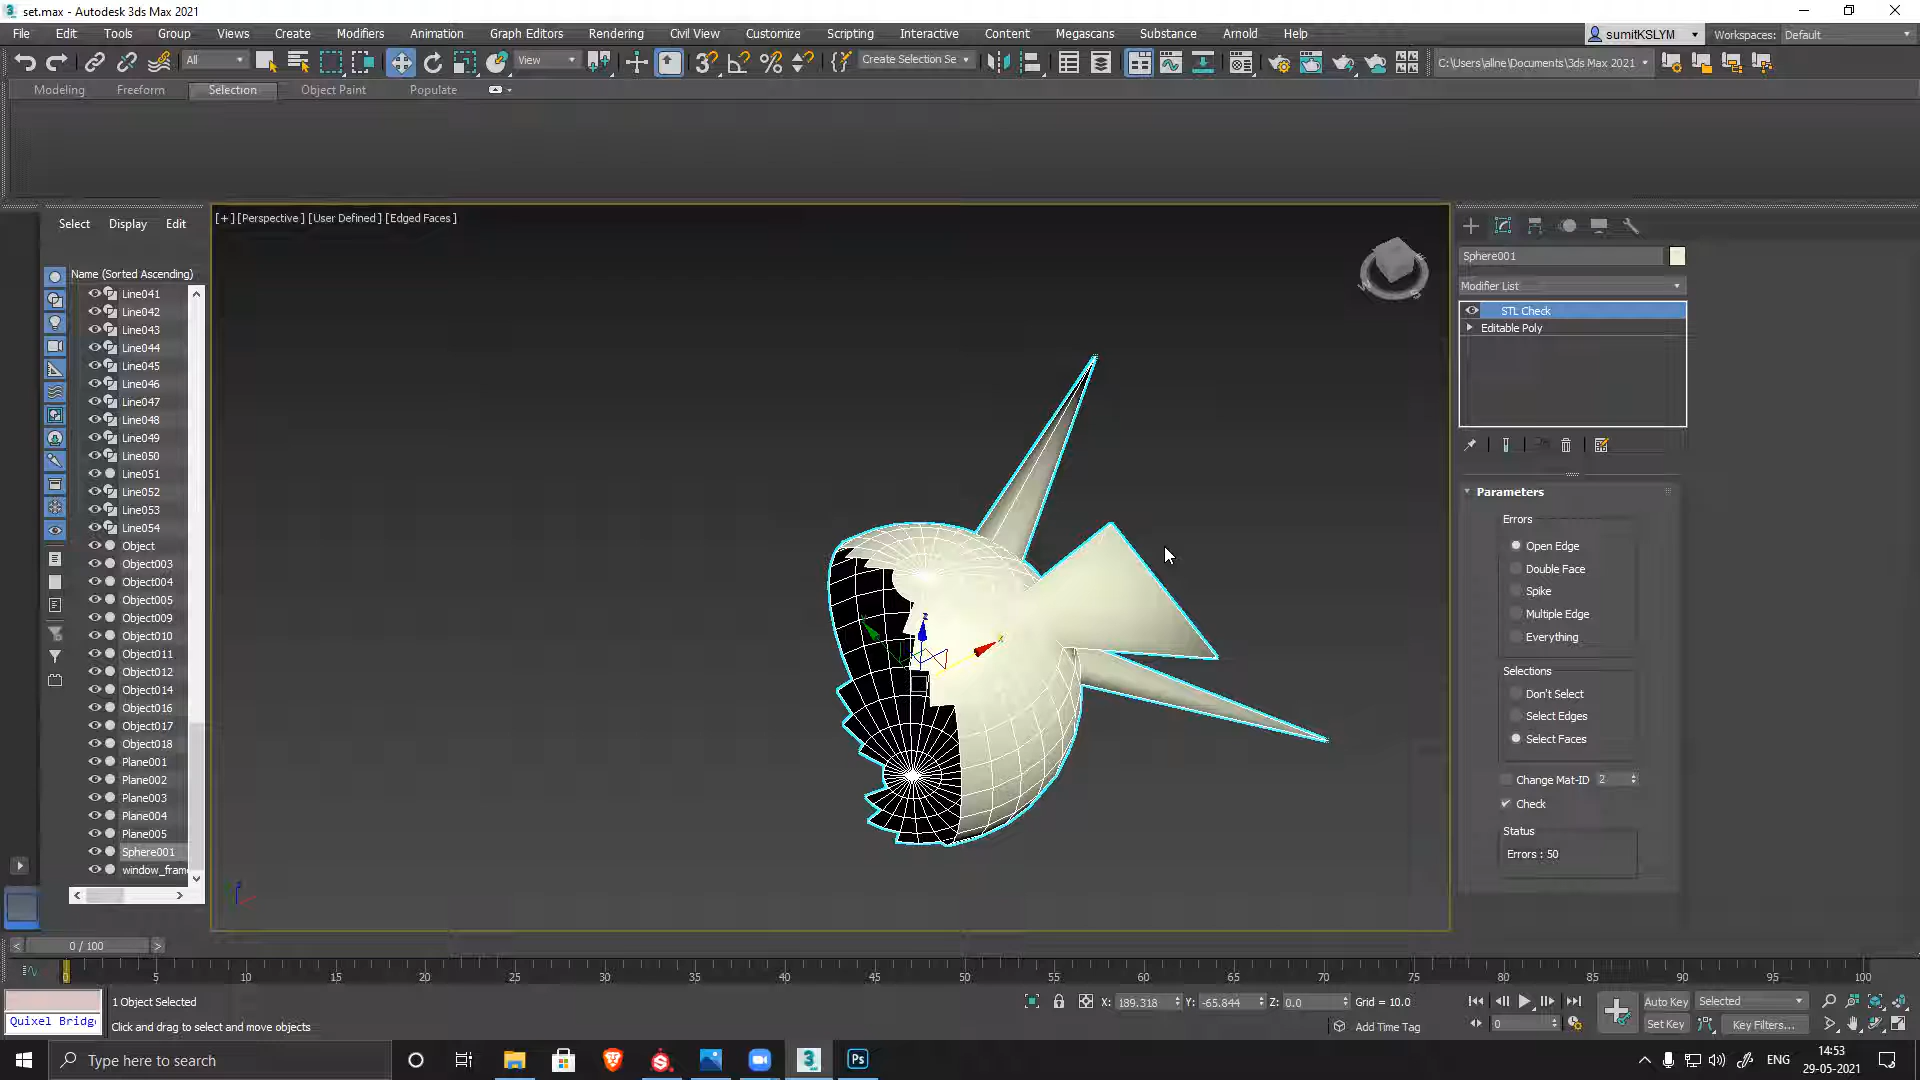 set.max - Autodesk 3ds Max 2021
File Edit Tools Group Views Create Modifiers Animation Graph Editors Rendering Civil View Customize Scripting Interactive Content Megascans Substance Arnold Help
sumitKSLYM Workspaces: Default
All View Create Selection Se C:\Users\allne\Documents\3ds Max 2021
Modeling Freeform Selection Object Paint Populate
Select Display Edit
[+] [Perspective] [User Defined] [Edged Faces]
Name (Sorted Ascending)
Line041
Line042
Line043
Line044
Line045
Line046
Line047
Line048
Line049
Line050
Line051
Line052
Line053
Line054
Object
Object003
Object004
Object005
Object009
Object010
Object011
Object012
Object014
Object016
Object017
Object018
Plane001
Plane002
Plane003
Plane004
Plane005
Sphere001
window_fram
Sphere001
Modifier List
STL Check
Editable Poly
Parameters
Errors
Open Edge
Double Face
Spike
Multiple Edge
Everything
Selections
Don't Select
Select Edges
Select Faces
Change Mat-ID 2
Check
Status
Errors : 50
0 / 100
0 5 10 15 20 25 30 35 40 45 50 55 60 65 70 75 80 85 90 95 100
1 Object Selected
X: 189.318 Y: -65.844 Z: 0.0 Grid = 10.0
Auto Key Selected
Quixel Bridg
Click and drag to select and move objects
Add Time Tag
0
Set Key Key Filters...
Type here to search
Ps
ENG
14:53
29-05-2021